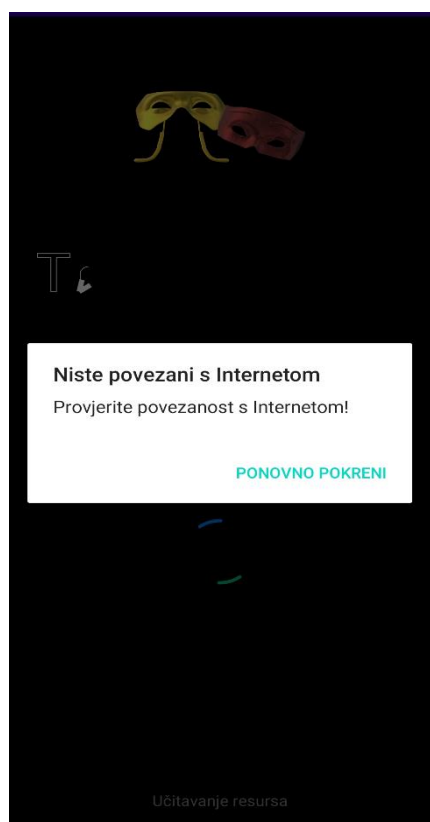 T
Niste povezani s Internetom
Provjerite povezanost s Internetom!
PONOVNO POKRENI
Učitavanje resursa